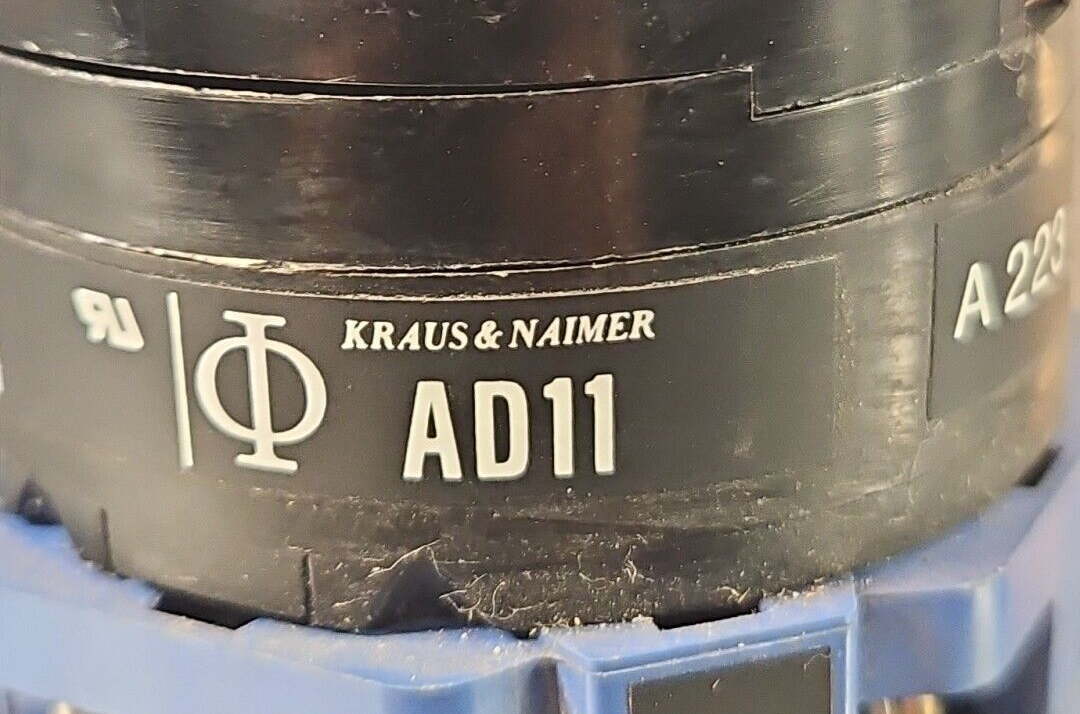 Φ KRAUS & NAIMER
AD11
A 223